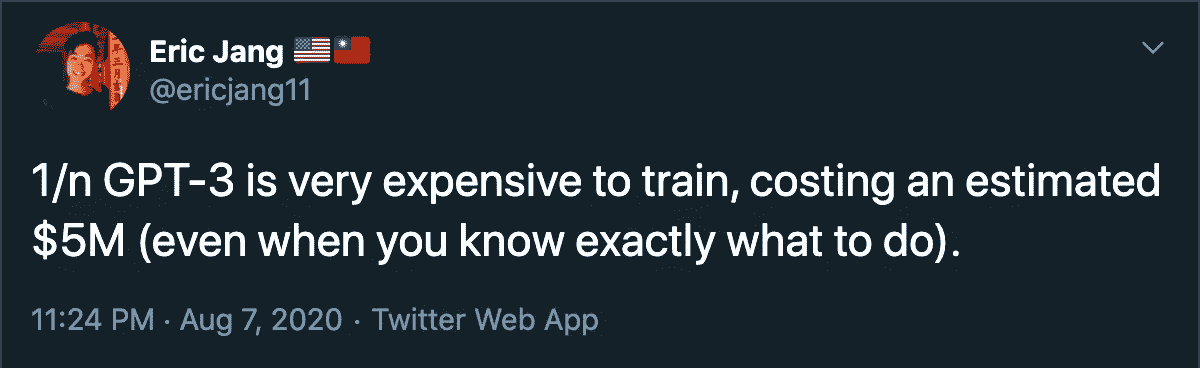 Eric Jang 🇺🇸🇹🇼
@ericjang11
1/n GPT-3 is very expensive to train, costing an estimated
$5M (even when you know exactly what to do).
11:24 PM · Aug 7, 2020 · Twitter Web App